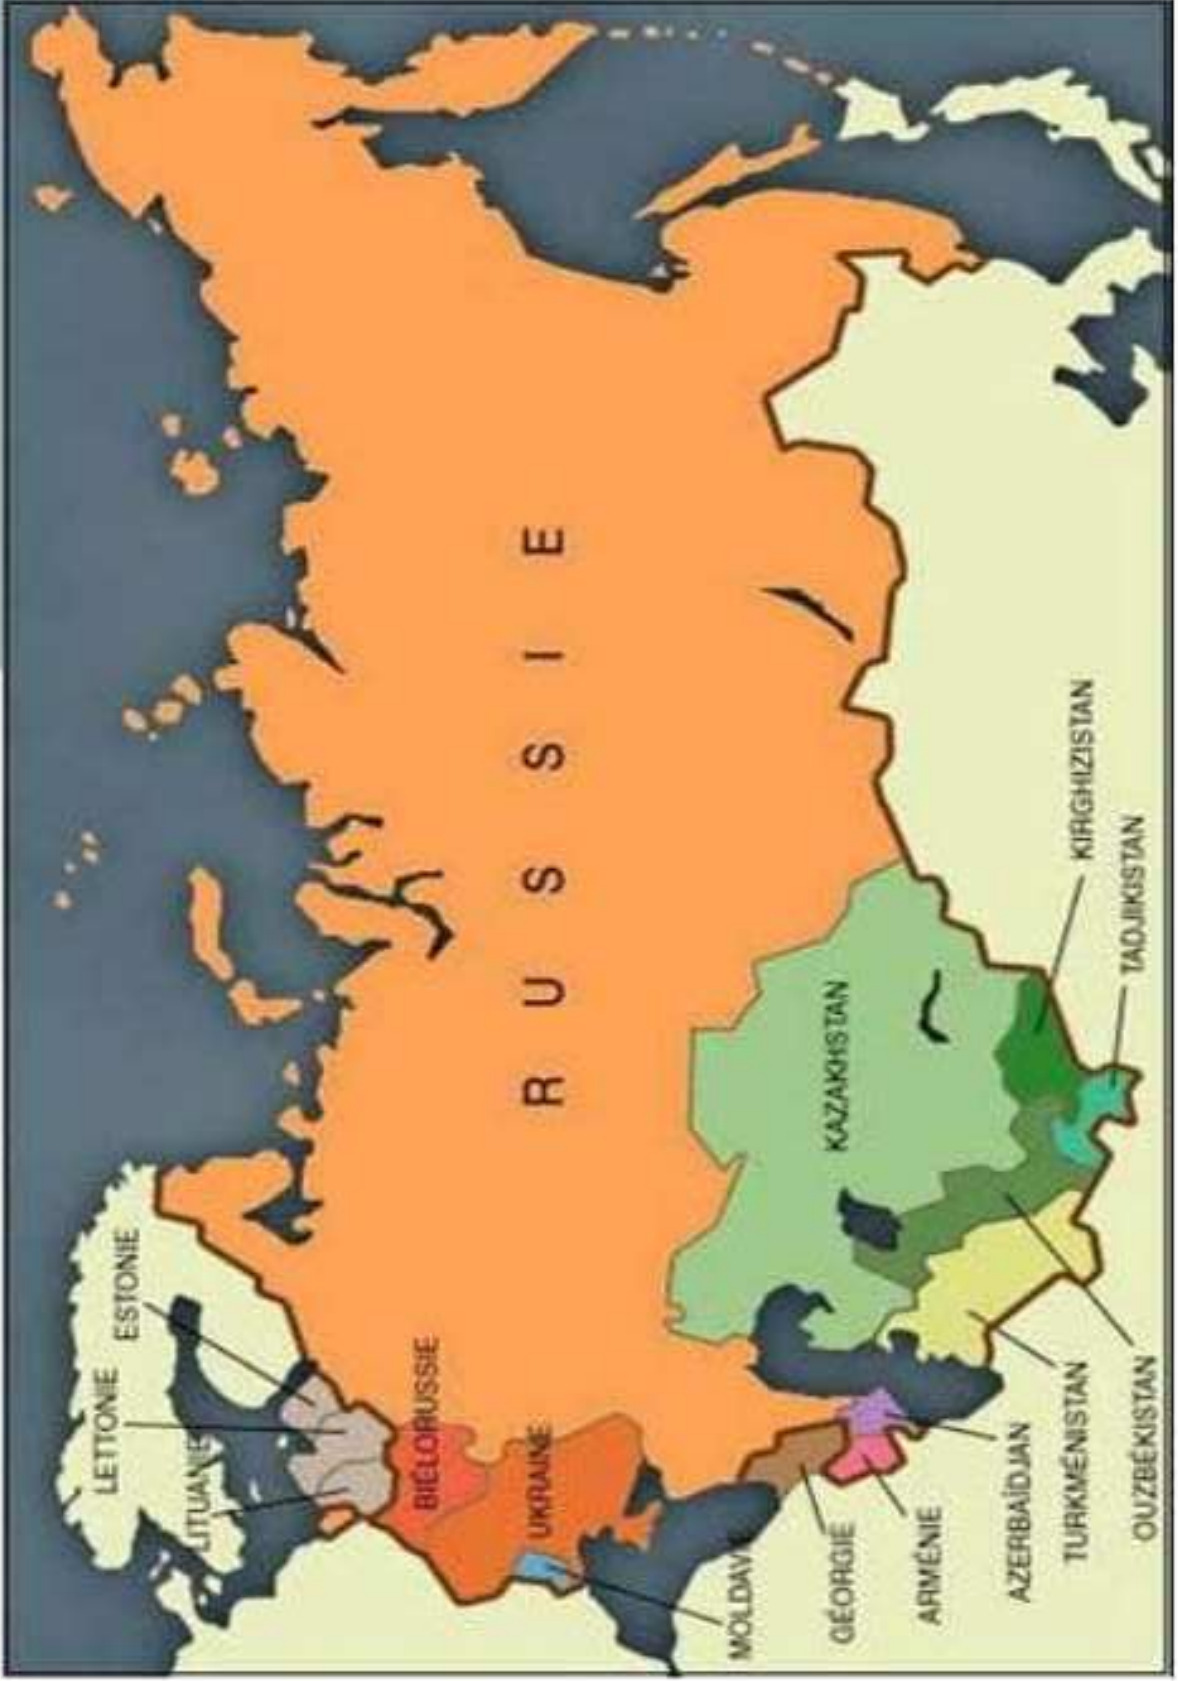 ESTONIE
LETTONIE
LITUANIE
BIÉLORUSSIE
UKRAINE
RUSSIE
MOLDAVIE
GÉORGIE
ARMÉNIE
AZERBAÏDJAN
TURKMÉNISTAN
OUZBÉKISTAN
KAZAKHSTAN
KIRGHIZISTAN
TADJIKISTAN